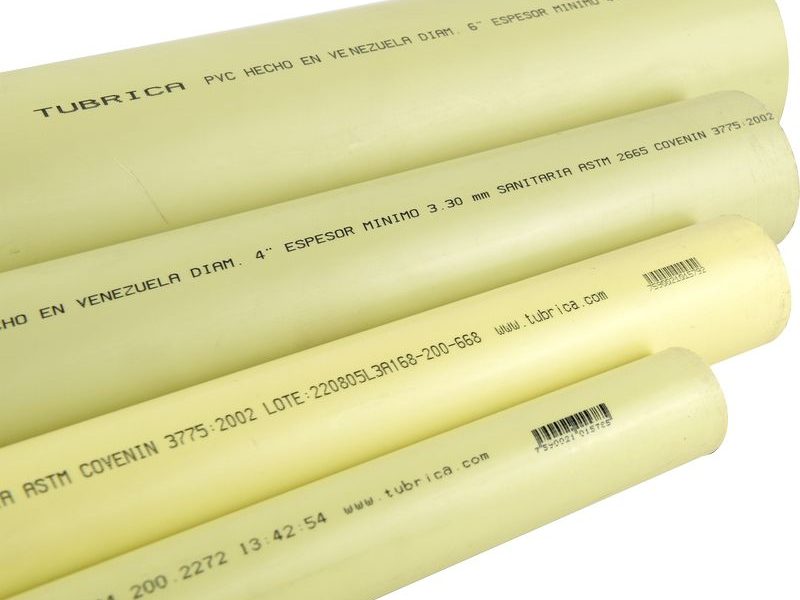 TUBRICA PVC HECHO EN VENEZUELA DIAM. 6" ESPESOR MINIMO
EN VENEZUELA DIAM. 4" ESPESOR MINIMO 3.30 mm SANITARIA ASTM 2665 COVENIN 3775:2002
ASTM COVENIN 3775:2002 LOTE:220805L3A168-200-668 www.tubrica.com
200.2272 13:42:54 www.tubrica.com
7590021015725